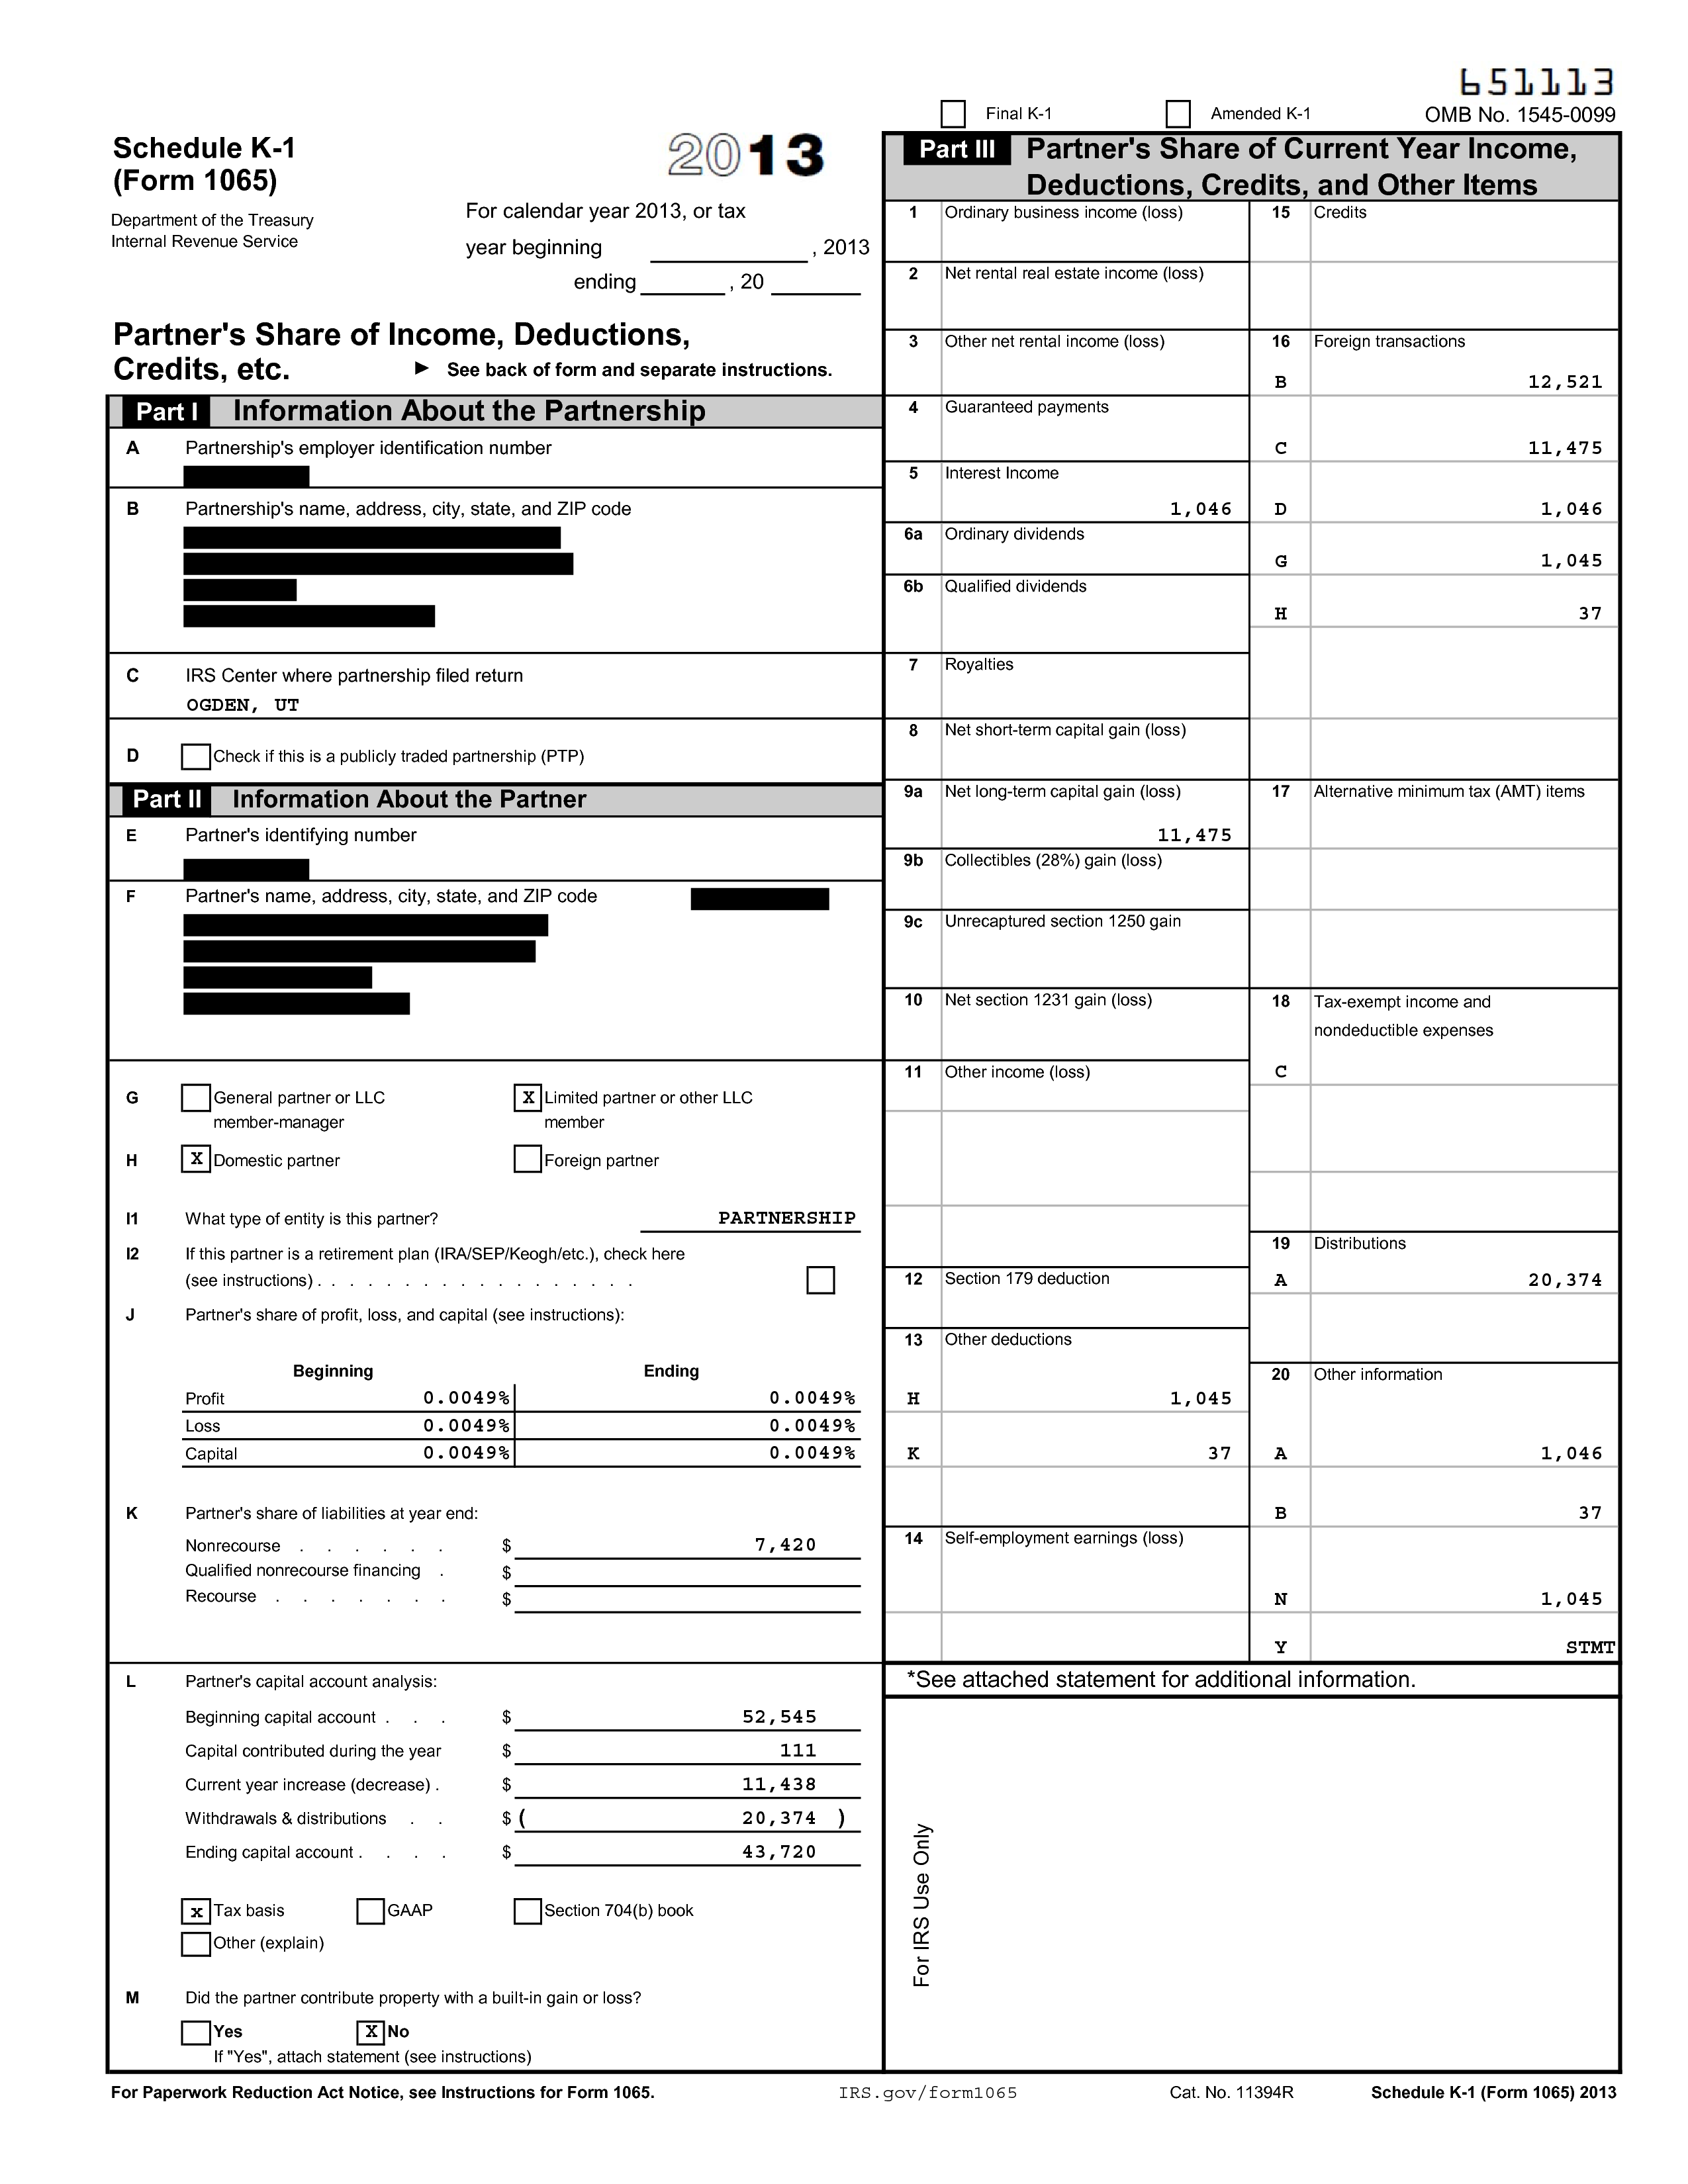 651113
Final K-1
Amended K-1
OMB No. 1545-0099
Schedule K-1
(Form 1065)
2013
Department of the Treasury
Internal Revenue Service
For calendar year 2013, or tax
year beginning , 2013
ending , 20
Partner's Share of Income, Deductions,
Credits, etc. ► See back of form and separate instructions.
Part I Information About the Partnership
A Partnership's employer identification number
B Partnership's name, address, city, state, and ZIP code
C IRS Center where partnership filed return
OGDEN, UT
D Check if this is a publicly traded partnership (PTP)
Part II Information About the Partner
E Partner's identifying number
F Partner's name, address, city, state, and ZIP code
G General partner or LLC
member-manager
X Limited partner or other LLC
member
H X Domestic partner
Foreign partner
I1 What type of entity is this partner? PARTNERSHIP
I2 If this partner is a retirement plan (IRA/SEP/Keogh/etc.), check here
(see instructions) . . . . . . . . . . . . . . . . .
J Partner's share of profit, loss, and capital (see instructions):
Beginning Ending
Profit 0.0049% 0.0049%
Loss 0.0049% 0.0049%
Capital 0.0049% 0.0049%
K Partner's share of liabilities at year end:
Nonrecourse . . . . . . $ 7,420
Qualified nonrecourse financing . $
Recourse . . . . . . . $
L Partner's capital account analysis:
Beginning capital account . . . $ 52,545
Capital contributed during the year $ 111
Current year increase (decrease) . $ 11,438
Withdrawals & distributions . . $ ( 20,374 )
Ending capital account . . . . $ 43,720
x Tax basis
GAAP
Section 704(b) book
Other (explain)
M Did the partner contribute property with a built-in gain or loss?
Yes
X No
If "Yes", attach statement (see instructions)
Part III Partner's Share of Current Year Income,
Deductions, Credits, and Other Items
1 Ordinary business income (loss)
2 Net rental real estate income (loss)
3 Other net rental income (loss)
4 Guaranteed payments
5 Interest Income
1,046
6a Ordinary dividends
6b Qualified dividends
7 Royalties
8 Net short-term capital gain (loss)
9a Net long-term capital gain (loss)
11,475
9b Collectibles (28%) gain (loss)
9c Unrecaptured section 1250 gain
10 Net section 1231 gain (loss)
11 Other income (loss)
12 Section 179 deduction
13 Other deductions
H 1,045
K 37
14 Self-employment earnings (loss)
15 Credits
16 Foreign transactions
B 12,521
C 11,475
D 1,046
G 1,045
H 37
17 Alternative minimum tax (AMT) items
18 Tax-exempt income and
nondeductible expenses
C
19 Distributions
A 20,374
20 Other information
A 1,046
B 37
N 1,045
Y STMT
*See attached statement for additional information.
For IRS Use Only
For Paperwork Reduction Act Notice, see Instructions for Form 1065.
IRS.gov/form1065
Cat. No. 11394R
Schedule K-1 (Form 1065) 2013